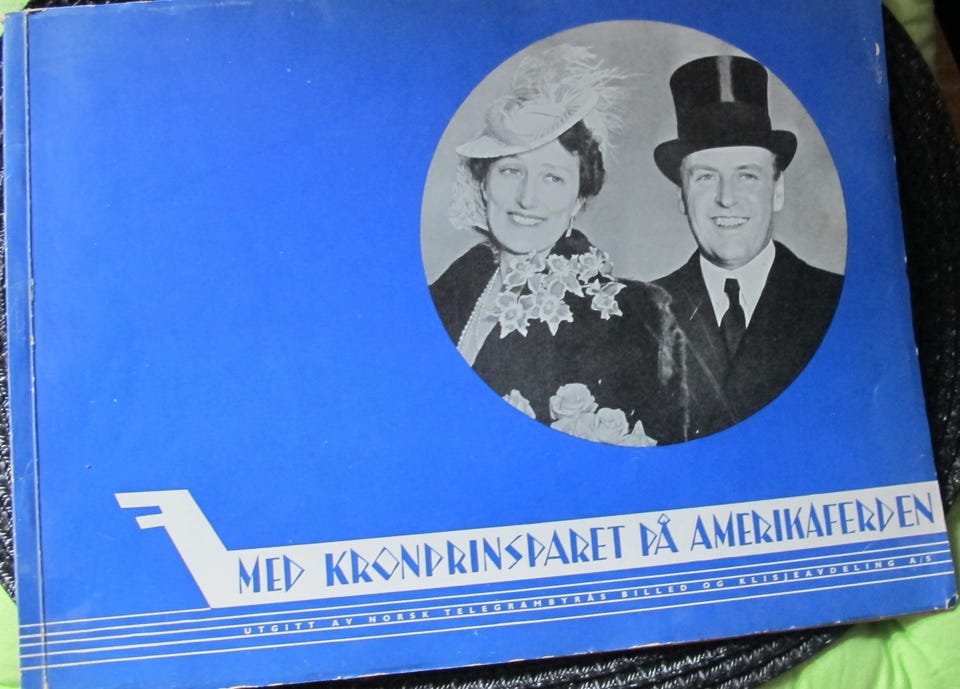 MED KRONPRINSPARET PÅ AMERIKAFERDEN
UTGITT AV NORSK TELEGRAMBYRÅS BILLED OG KLISJEAVDELING A/S